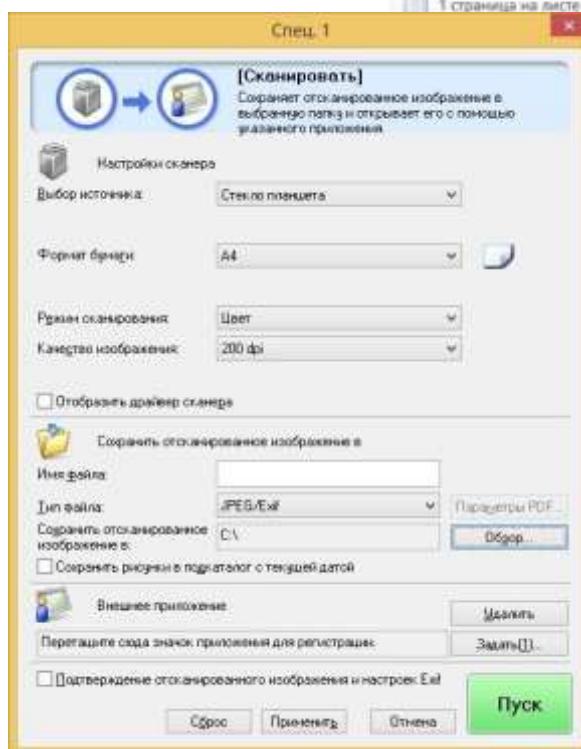 1 страница на листе
Спец. 1
[Сканировать]
Сохраняет отсканированное изображение в
выбранную папку и открывает его с помощью
указанного приложения.
Настройки сканера
Выбор источника:
Стекло планшета
Формат бумаги:
A4
Режим сканирования:
Цвет
Качество изображения:
200 dpi
Отобразить драйвер сканера
Сохранить отсканированное изображение в
Имя файла:
Тип файла:
JPEG/Exif
Параметры PDF...
Сохранить отсканированное
изображение в:
C:\
Обзор...
Сохранить рисунки в подкаталог с текущей датой
Внешнее приложение
Удалить
Перетащите сюда значок приложения для регистрации.
Задать(1)...
Подтверждение отсканированного изображения и настроек Exif
Пуск
Сброс
Применить
Отмена